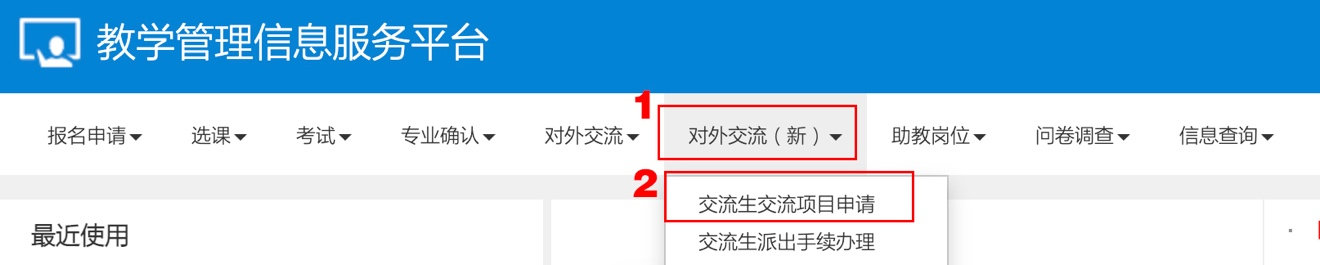 教学管理信息服务平台
1
报名申请 选课 考试 专业确认 对外交流 对外交流（新） 助教岗位 问卷调查 信息查询
2
交流生交流项目申请
最近使用
交流生派出手续办理